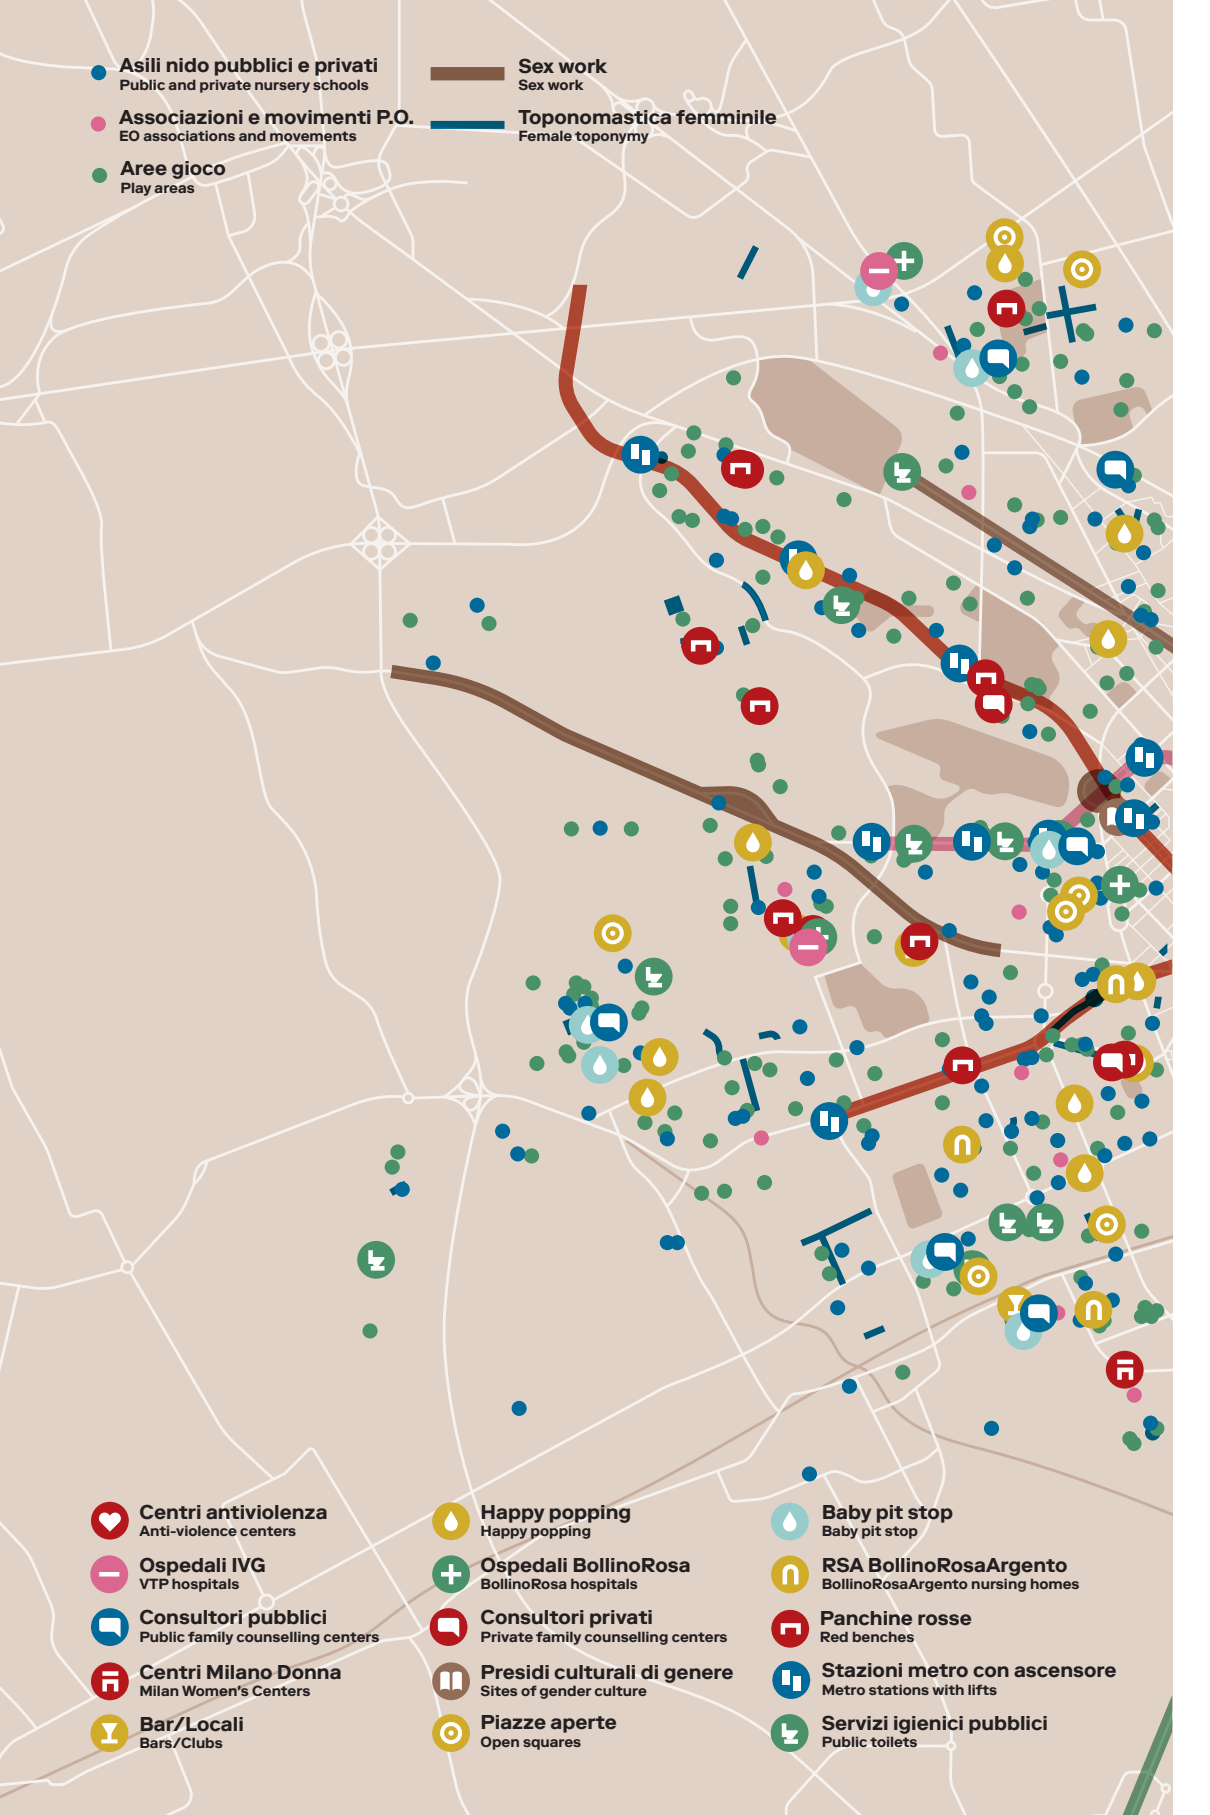 Asili nido pubblici e privati
Public and private nursery schools
Associazioni e movimenti P.O.
EO associations and movements
Aree gioco
Play areas
Sex work
Sex work
Toponomastica femminile
Female toponymy
Centri antiviolenza
Anti-violence centers
Ospedali IVG
VTP hospitals
Consultori pubblici
Public family counselling centers
Centri Milano Donna
Milan Women's Centers
Bar/Locali
Bars/Clubs
Happy popping
Happy popping
Ospedali BollinoRosa
BollinoRosa hospitals
Consultori privati
Private family counselling centers
Presidi culturali di genere
Sites of gender culture
Piazze aperte
Open squares
Baby pit stop
Baby pit stop
RSA BollinoRosaArgento
BollinoRosaArgento nursing homes
Panchine rosse
Red benches
Stazioni metro con ascensore
Metro stations with lifts
Servizi igienici pubblici
Public toilets